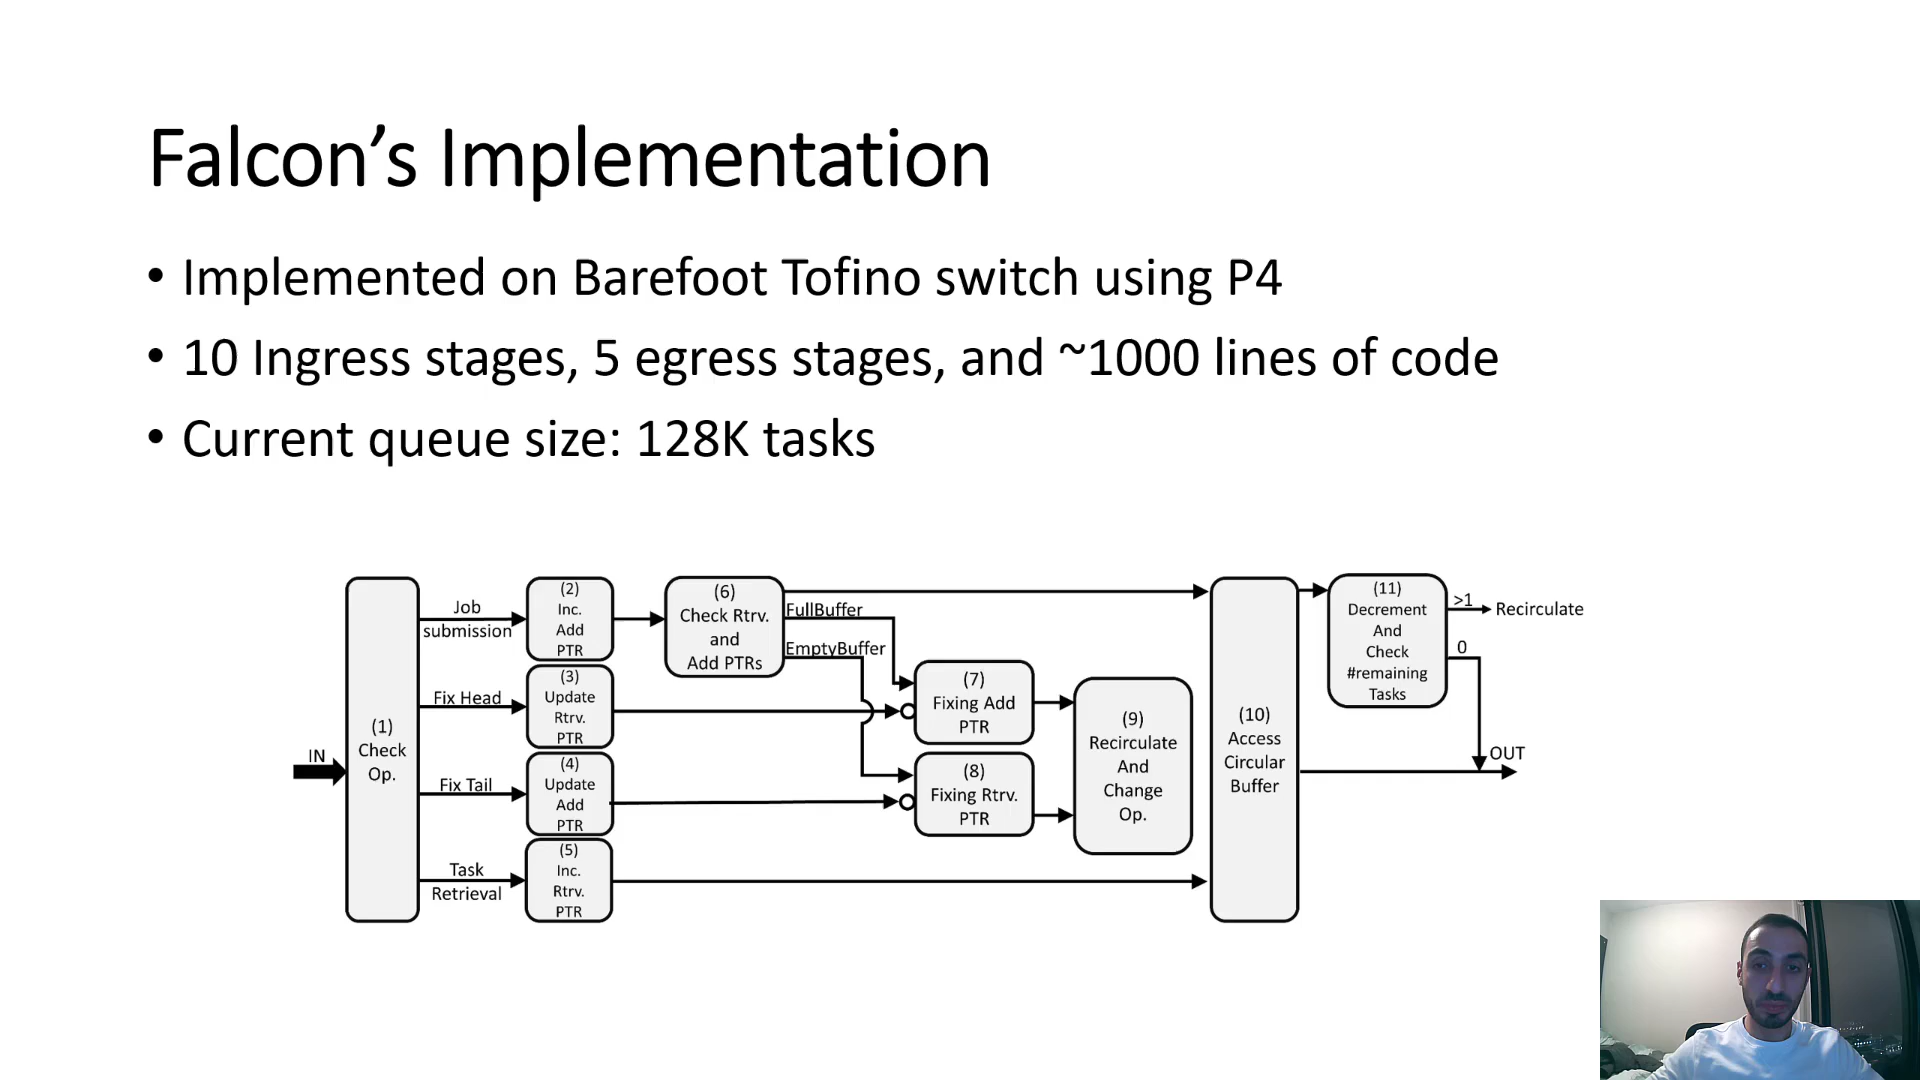 Falcon’s Implementation
• Implemented on Barefoot Tofino switch using P4
• 10 Ingress stages, 5 egress stages, and ~1000 lines of code
• Current queue size: 128K tasks
IN
(1)
Check
Op.
Job
submission
Fix Head
Fix Tail
Task
Retrieval
(2)
Inc.
Add
PTR
(3)
Update
Rtrv.
PTR
(4)
Update
Add
PTR
(5)
Inc.
Rtrv.
PTR
(6)
Check Rtrv.
and
Add PTRs
FullBuffer
EmptyBuffer
(7)
Fixing Add
PTR
(8)
Fixing Rtrv.
PTR
(9)
Recirculate
And
Change
Op.
(10)
Access
Circular
Buffer
(11)
Decrement
And
Check
#remaining
Tasks
>1
Recirculate
0
OUT